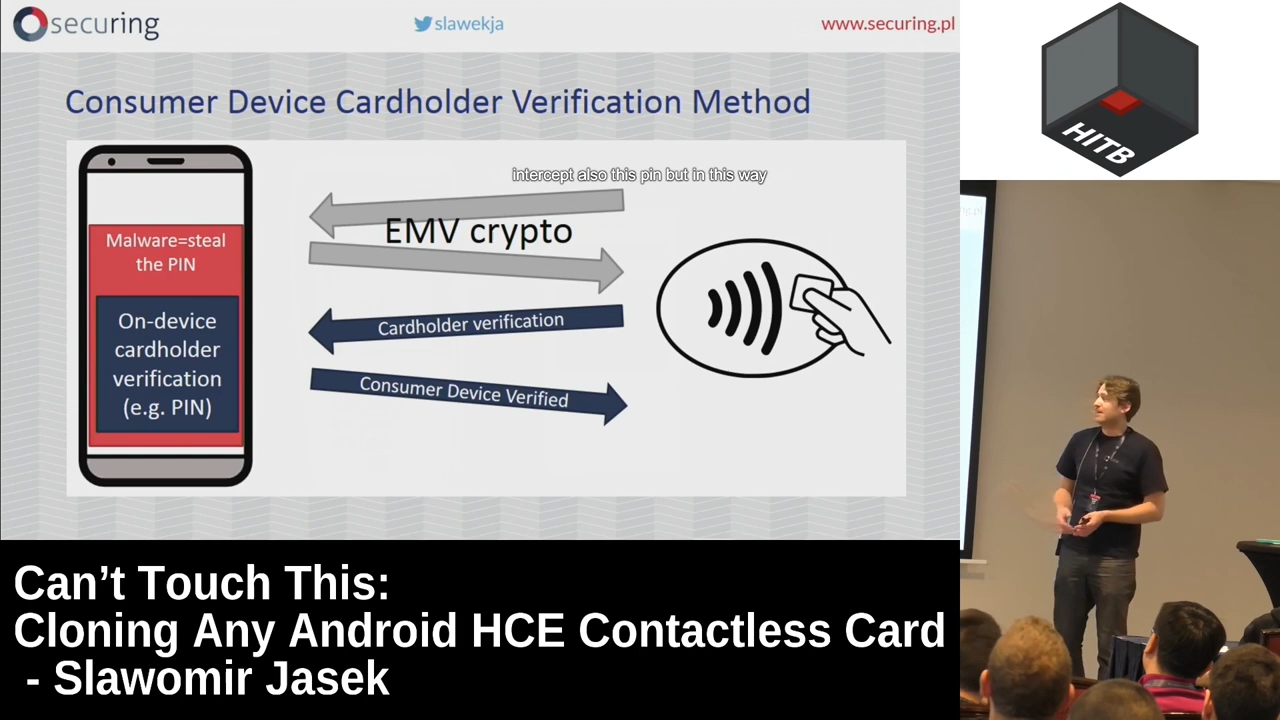 securing
slawekja
www.securing.pl
Consumer Device Cardholder Verification Method
intercept also this pin but in this way
Malware=steal
the PIN
On-device
cardholder
verification
(e.g. PIN)
EMV crypto
Cardholder verification
Consumer Device Verified
HITB
Can’t Touch This:
Cloning Any Android HCE Contactless Card
- Slawomir Jasek